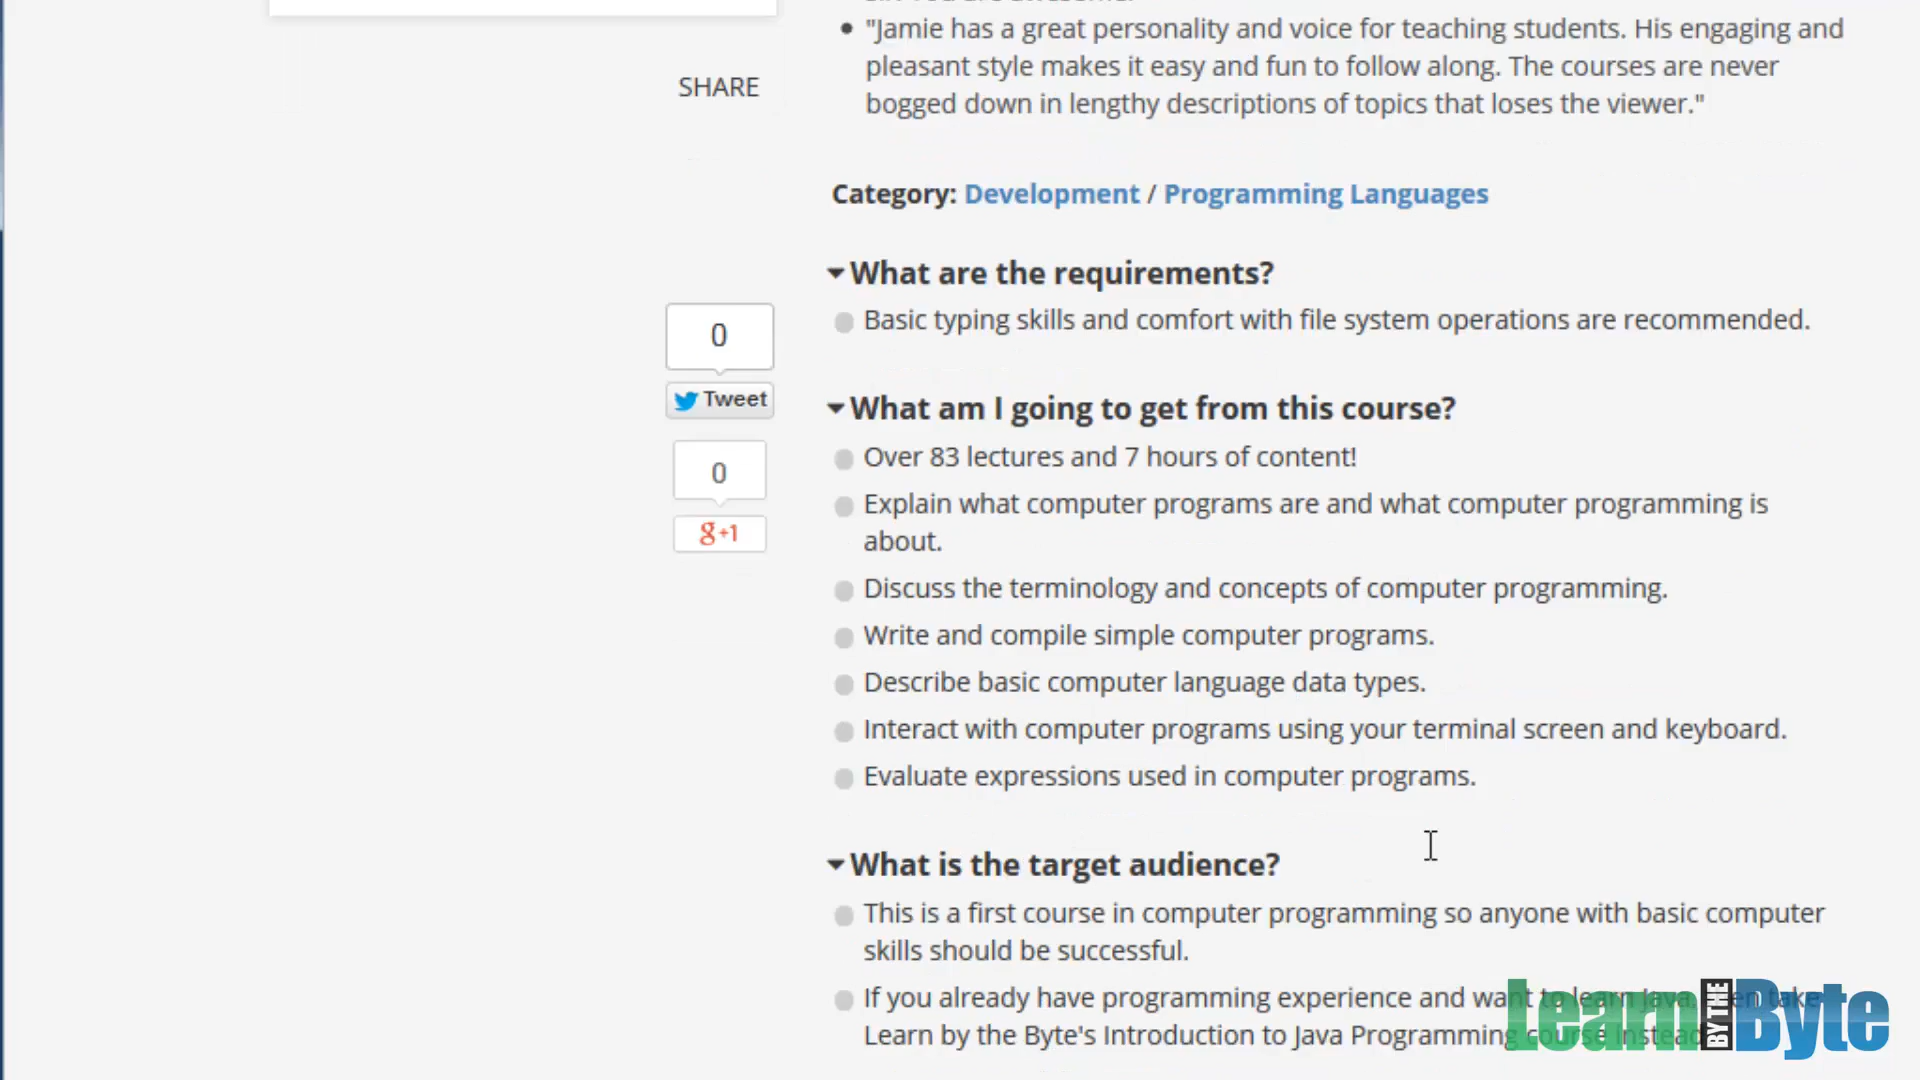 "Jamie has a great personality and voice for teaching students. His engaging and
pleasant style makes it easy and fun to follow along. The courses are never
bogged down in lengthy descriptions of topics that loses the viewer."
SHARE
Category: Development / Programming Languages
What are the requirements?
Basic typing skills and comfort with file system operations are recommended.
0
Tweet
0
g+1
What am I going to get from this course?
Over 83 lectures and 7 hours of content!
Explain what computer programs are and what computer programming is
about.
Discuss the terminology and concepts of computer programming.
Write and compile simple computer programs.
Describe basic computer language data types.
Interact with computer programs using your terminal screen and keyboard.
Evaluate expressions used in computer programs.
What is the target audience?
This is a first course in computer programming so anyone with basic computer
skills should be successful.
If you already have programming experience and want to learn Java, then take
Learn by the Byte's Introduction to Java Programming course instead
Learn BY THE Byte